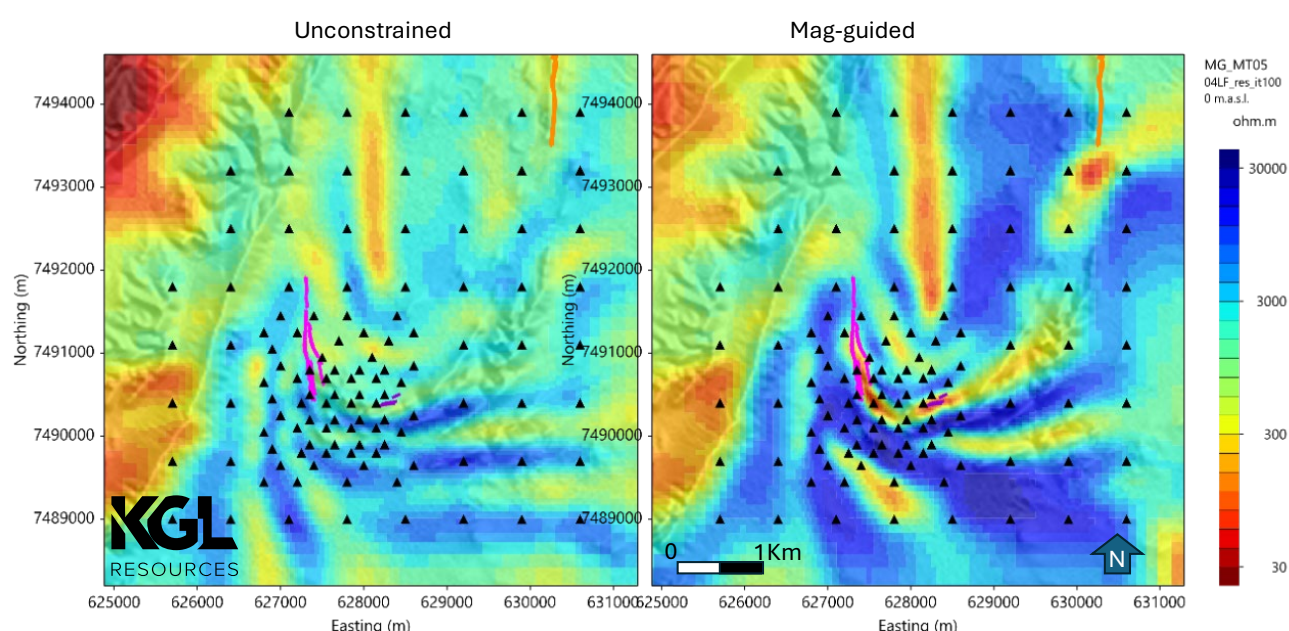 Unconstrained
Mag-guided
MG_MT05
04LF_res_it100
0 m.a.s.l.
ohm.m
30000
3000
300
30
Northing (m)
7494000
7493000
7492000
7491000
7490000
7489000
625000 626000 627000 628000 629000 630000 631000
Easting (m)
KGL
RESOURCES
Northing (m)
7494000
7493000
7492000
7491000
7490000
7489000
0 1Km
N
625000 626000 627000 628000 629000 630000 631000
Easting (m)